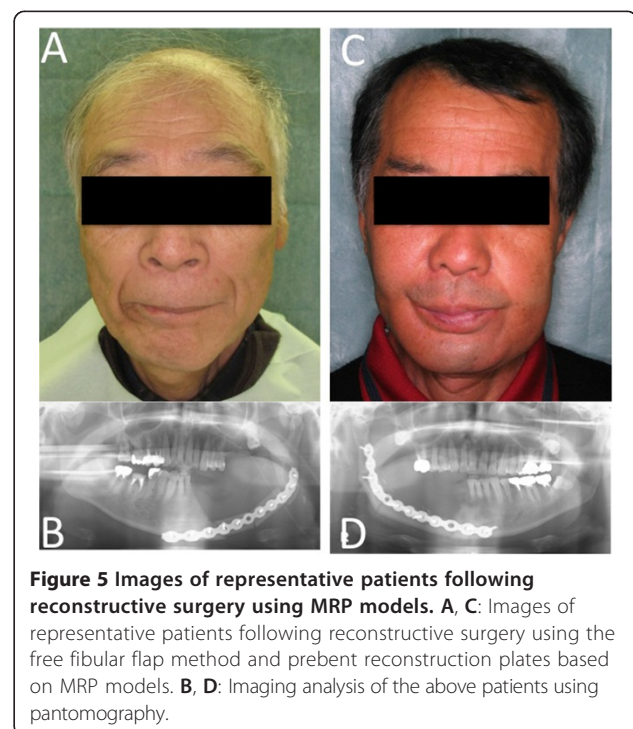 A
C
B
D
Figure 5 Images of representative patients following
reconstructive surgery using MRP models. A, C: Images of
representative patients following reconstructive surgery using the
free fibular flap method and prebent reconstruction plates based
on MRP models. B, D: Imaging analysis of the above patients using
pantomography.